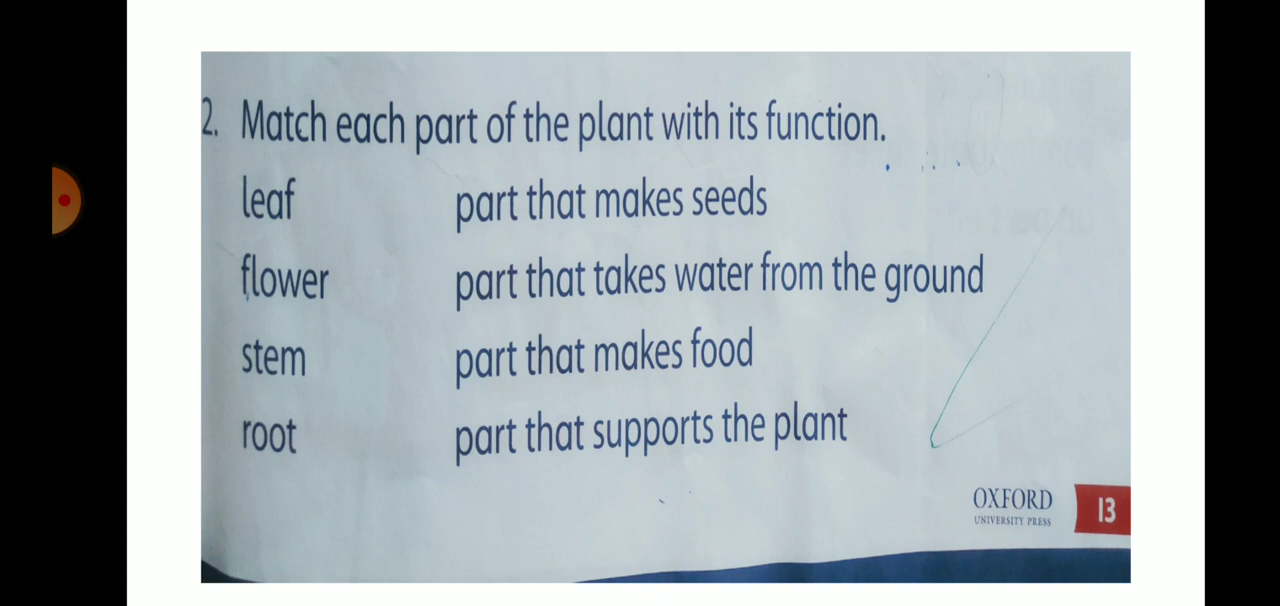 2. Match each part of the plant with its function.
leaf part that makes seeds
flower part that takes water from the ground
stem part that makes food
root part that supports the plant
OXFORD
UNIVERSITY PRESS
13